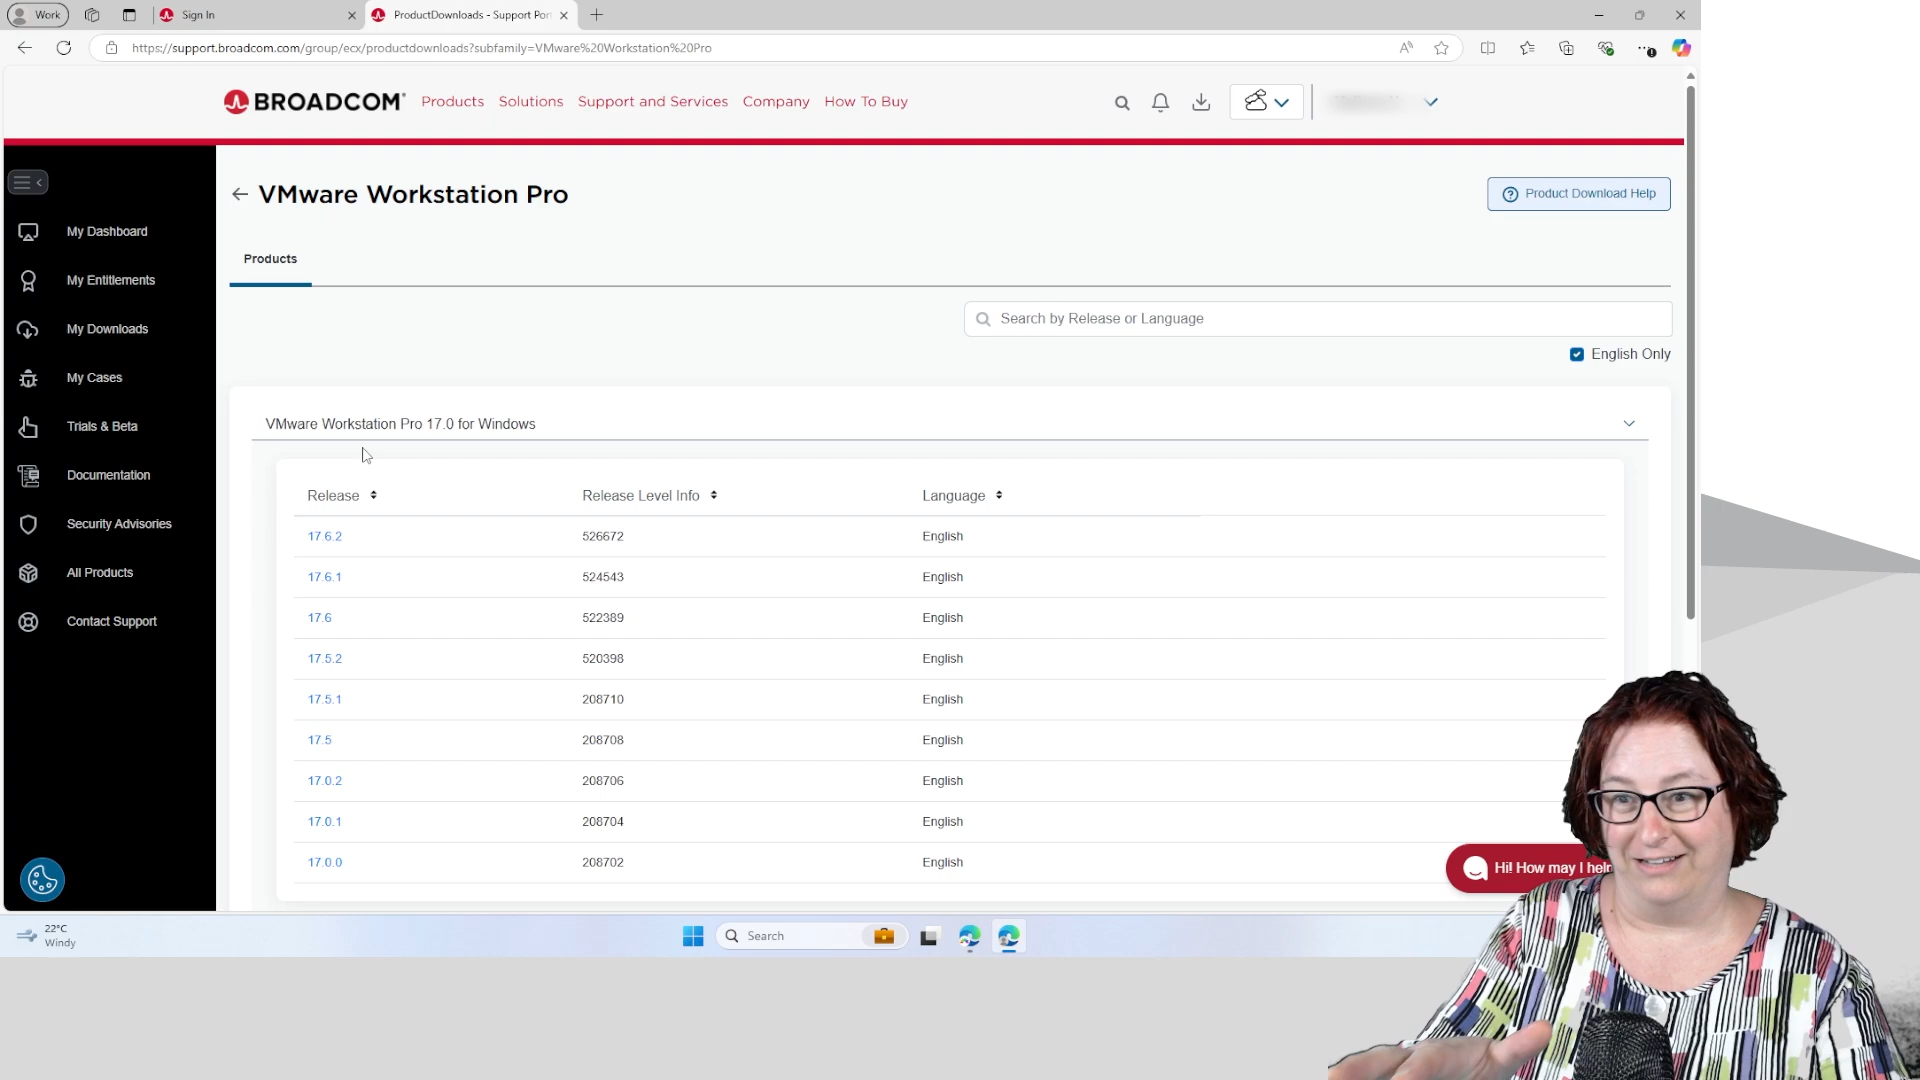 Work
Sign In
ProductDownloads - Support Por
https://support.broadcom.com/group/ecx/productdownloads?subfamily=VMware%20Workstation%20Pro
BROADCOM
Products
Solutions
Support and Services
Company
How To Buy
VMware Workstation Pro
Product Download Help
My Dashboard
My Entitlements
My Downloads
My Cases
Trials & Beta
Documentation
Security Advisories
All Products
Contact Support
Products
Search by Release or Language
English Only
VMware Workstation Pro 17.0 for Windows
Release Release Level Info Language
17.6.2 526672 English
17.6.1 524543 English
17.6 522389 English
17.5.2 520398 English
17.5.1 208710 English
17.5 208708 English
17.0.2 208706 English
17.0.1 208704 English
17.0.0 208702 English
Hi! How may I help
22°C
Windy
Search